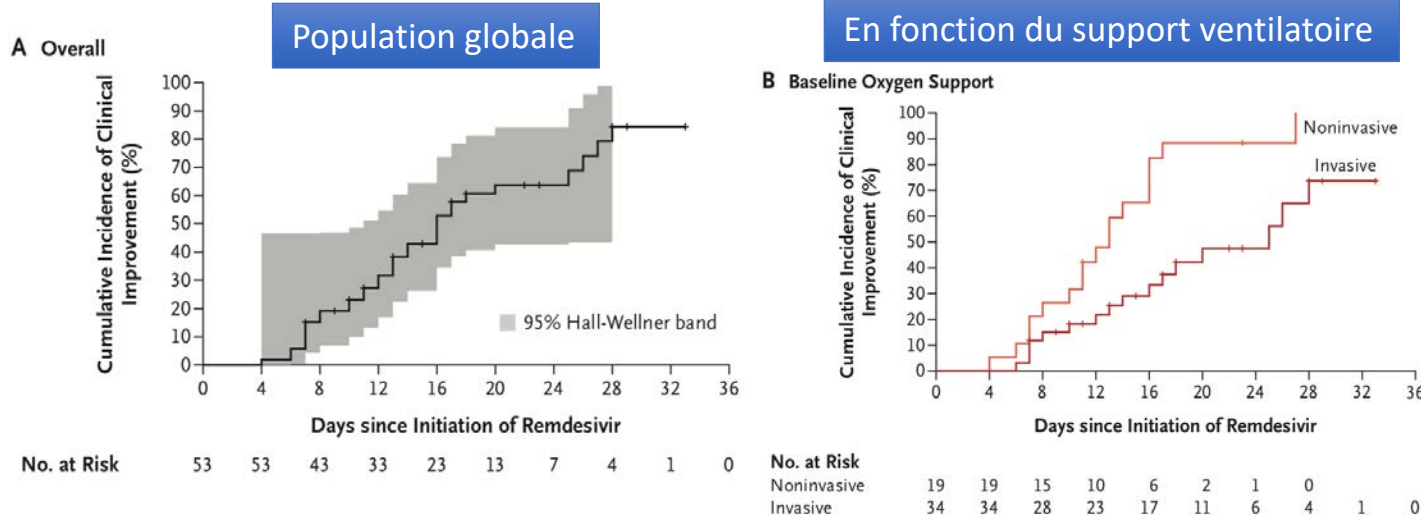 Population globale
A Overall
Cumulative Incidence of Clinical
Improvement (%)
100
90
80
70
60
50
40
30
20
10
0
95% Hall-Wellner band
0 4 8 12 16 20 24 28 32 36
Days since Initiation of Remdesivir
No. at Risk 53 53 43 33 23 13 7 4 1 0
En fonction du support ventilatoire
B Baseline Oxygen Support
Cumulative Incidence of Clinical
Improvement (%)
100
90
80
70
60
50
40
30
20
10
0
Noninvasive
Invasive
0 4 8 12 16 20 24 28 32 36
Days since Initiation of Remdesivir
No. at Risk
Noninvasive 19 19 15 10 6 2 1 0
Invasive 34 34 28 23 17 11 6 4 1 0